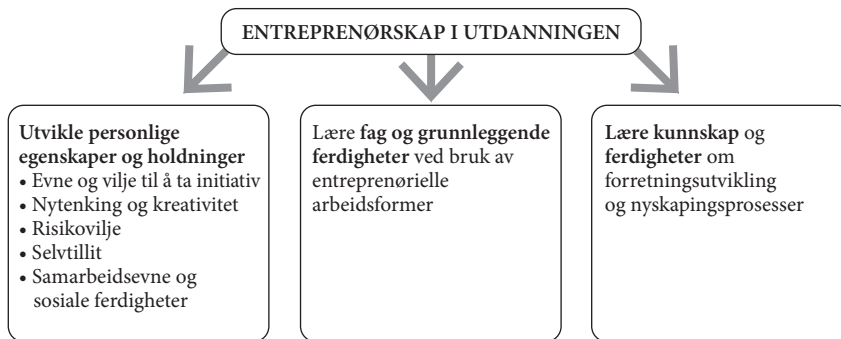 ENTREPRENØRSKAP I UTDANNINGEN
Utvikle personlige
egenskaper og holdninger
• Evne og vilje til å ta initiativ
• Nytenking og kreativitet
• Risikovilje
• Selvtillit
• Samarbeidsevne og
sosiale ferdigheter
Lære fag og grunnleggende
ferdigheter ved bruk av
entreprenørielle
arbeidsformer
Lære kunnskap og
ferdigheter om
forretningsutvikling
og nyskapingsprosesser